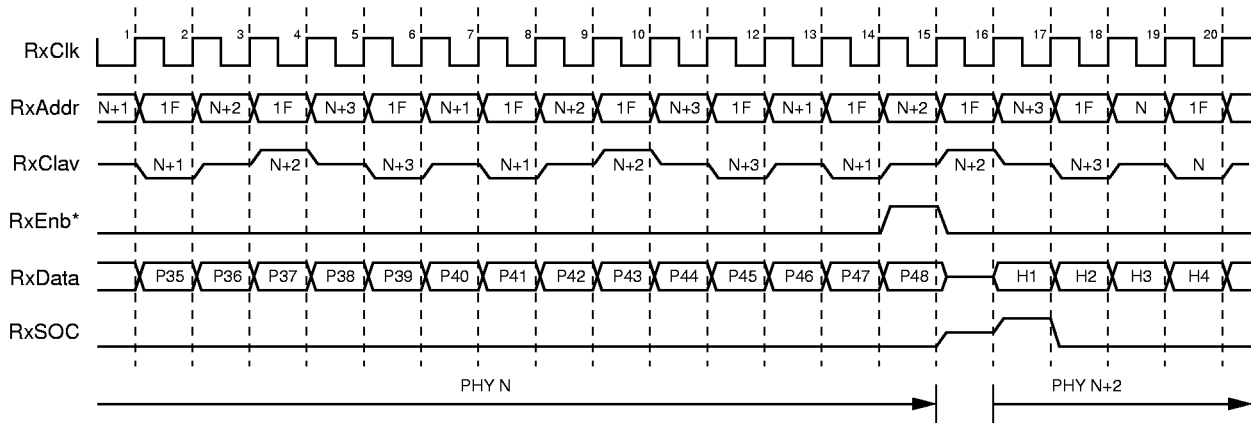 RxClk 1 2 3 4 5 6 7 8 9 10 11 12 13 14 15 16 17 18 19 20
RxAddr N+1 1F N+2 1F N+3 1F N+1 1F N+2 1F N+3 1F N+1 1F N+2 1F N+3 1F N 1F
RxClav N+1 N+2 N+3 N+1 N+2 N+3 N+1 N+2 N+3 N
RxEnb*
RxData P35 P36 P37 P38 P39 P40 P41 P42 P43 P44 P45 P46 P47 P48 H1 H2 H3 H4
RxSOC
PHY N PHY N+2